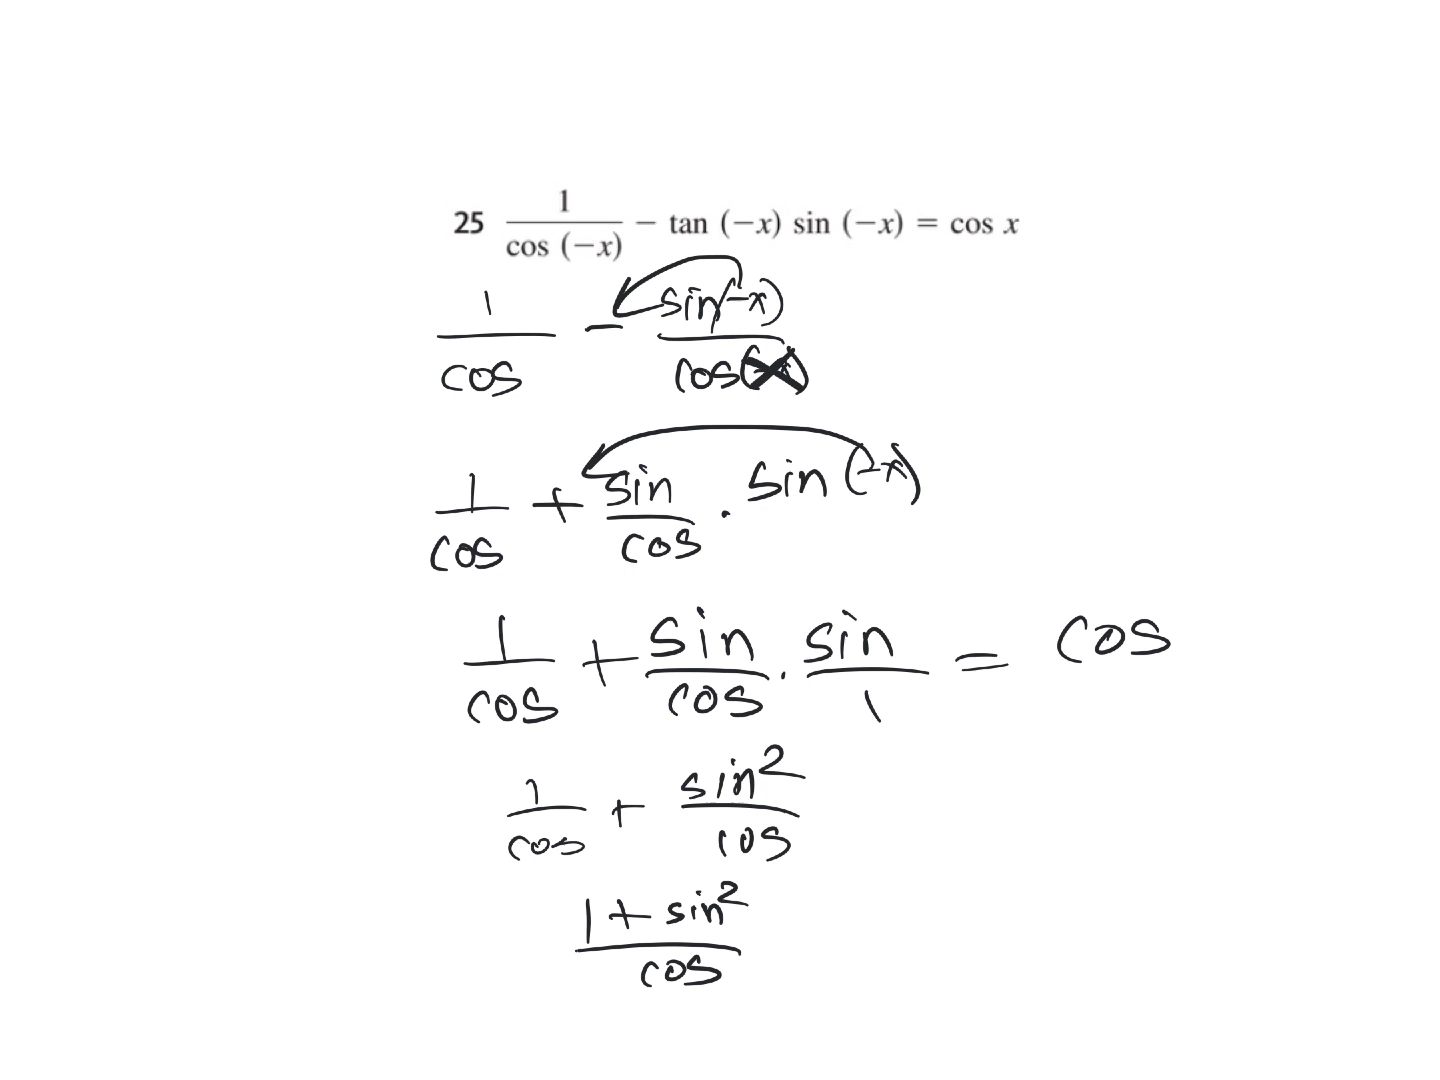 25 1/cos (−x) − tan (−x) sin (−x) = cos x
1/cos − sin(-x)/cos
1/cos + sin/cos · sin (-x)
1/cos + sin/cos · sin/1 = cos
1/cos + sin²/cos
1 + sin²/cos